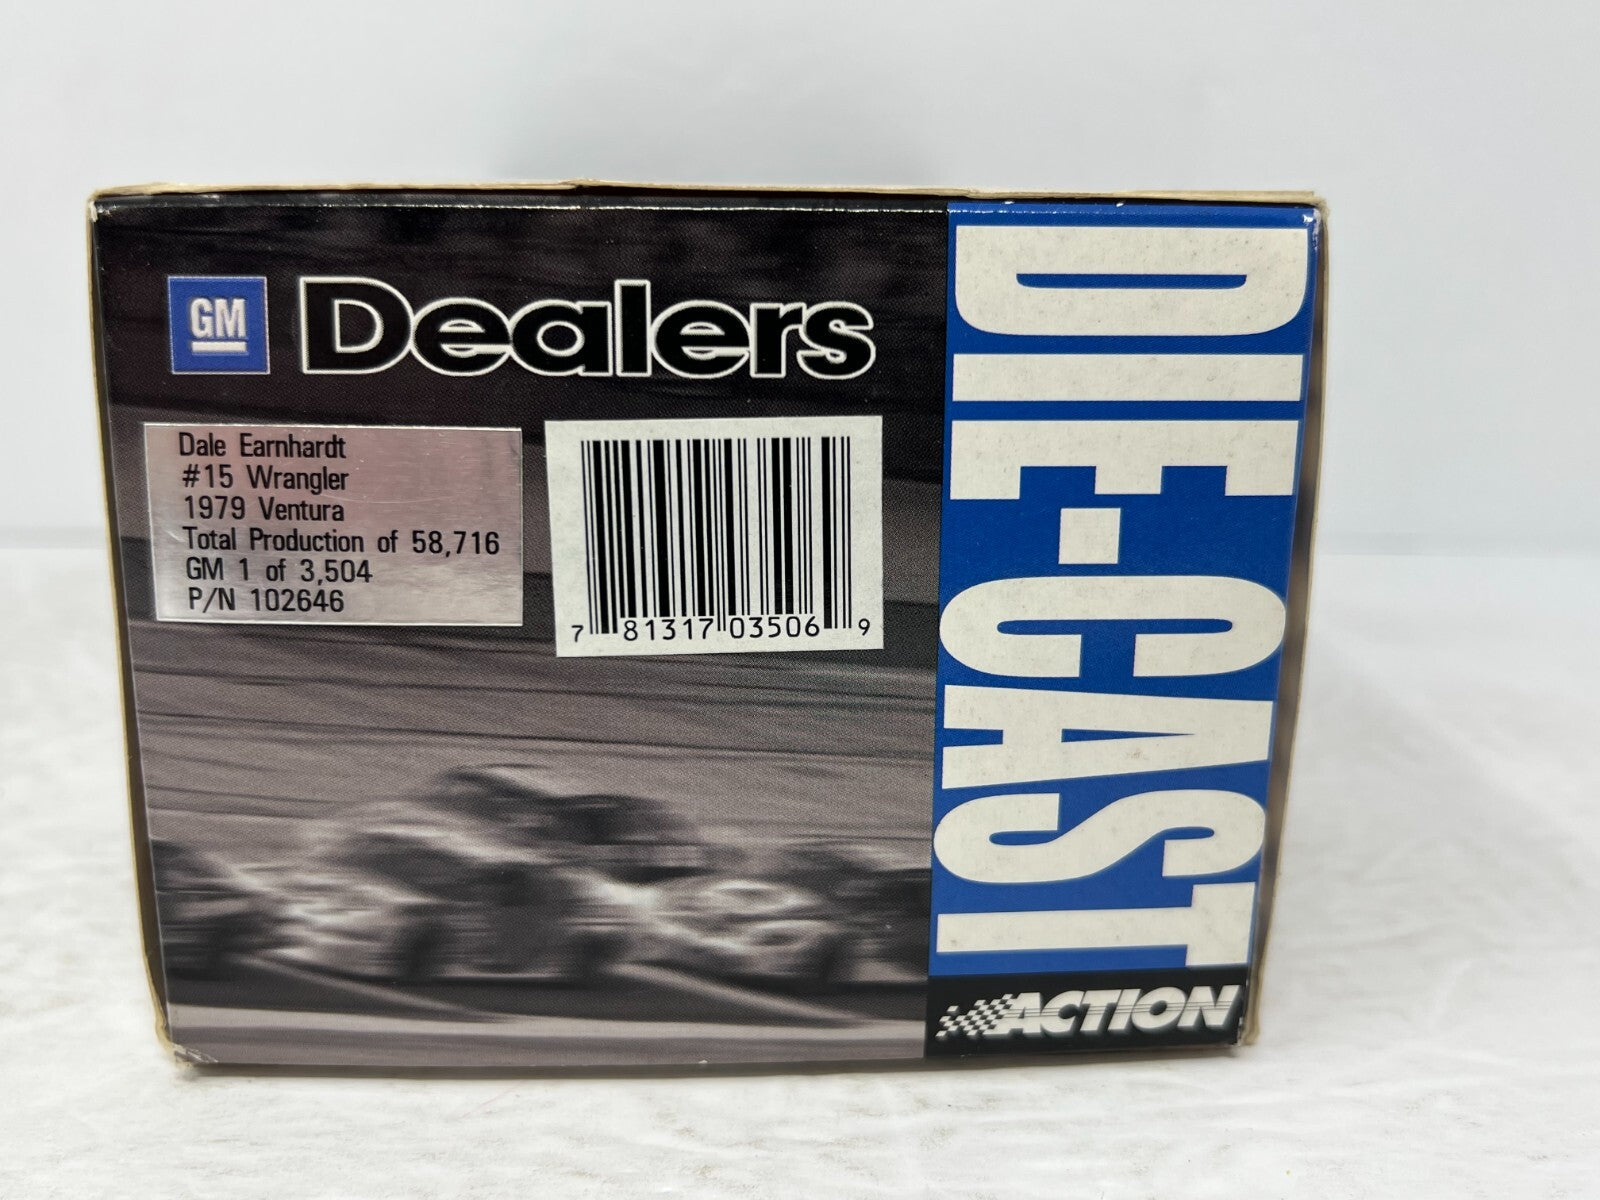 GM Dealers
Dale Earnhardt
#15 Wrangler
1979 Ventura
Total Production of 58,716
GM 1 of 3,504
P/N 102646
7 81317 03506 9
DIE-CAST
ACTION